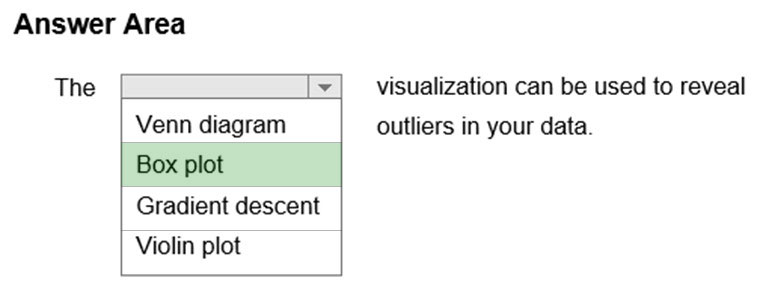 Answer Area
The
visualization can be used to reveal
outliers in your data.
Venn diagram
Box plot
Gradient descent
Violin plot